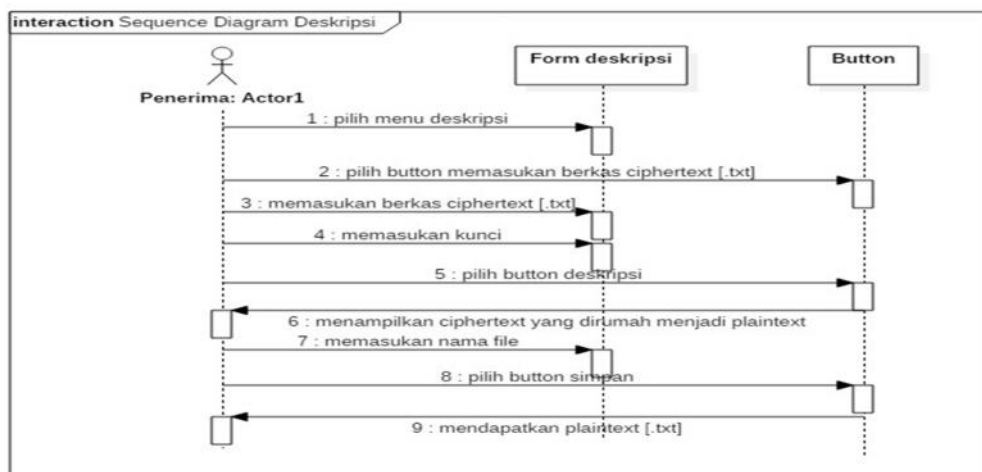 interaction Sequence Diagram Deskripsi
Form deskripsi
Button
Penerima: Actor1
1 : pilih menu deskripsi
2 : pilih button memasukan berkas ciphertext [.txt]
3 : memasukan berkas ciphertext [.txt]
4 : memasukan kunci
5 : pilih button deskripsi
6 : menampilkan ciphertext yang dirumah menjadi plaintext
7 : memasukan nama file
8 : pilih button simpan
9 : mendapatkan plaintext [.txt]